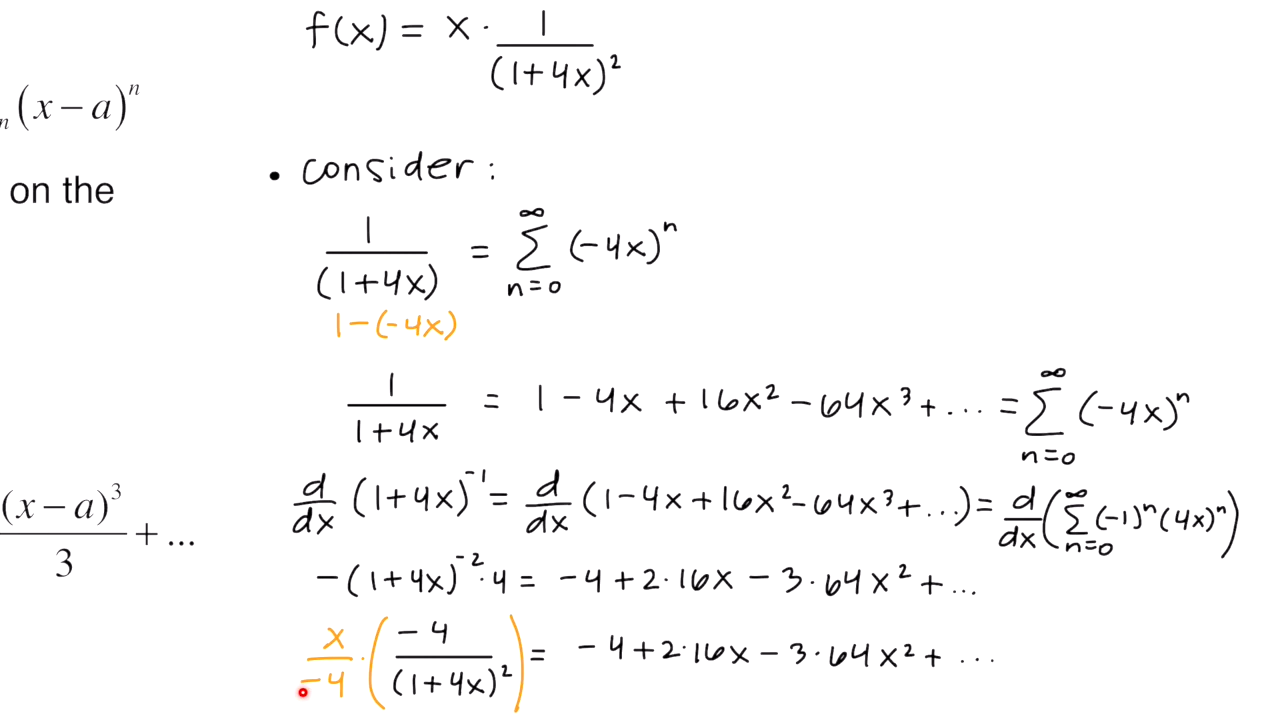 f(x) = x · 1/(1+4x)²
ₙ(x − a)ⁿ
• consider:
on the
1/(1+4x) = ∑_{n=0}^{∞} (−4x)ⁿ
1−(−4x)
1/(1+4x) = 1 − 4x + 16x² − 64x³ + ... = ∑_{n=0}^{∞} (−4x)ⁿ
d/dx (1+4x)⁻¹ = d/dx (1−4x+16x²−64x³+...) = d/dx (∑_{n=0}^{∞} (−1)ⁿ(4x)ⁿ)
(x − a)³/3 + ...
−(1+4x)⁻²·4 = −4+2·16x − 3·64x² + ...
x/−4 · (−4/(1+4x)²) = −4+2·16x − 3·64x² + ...